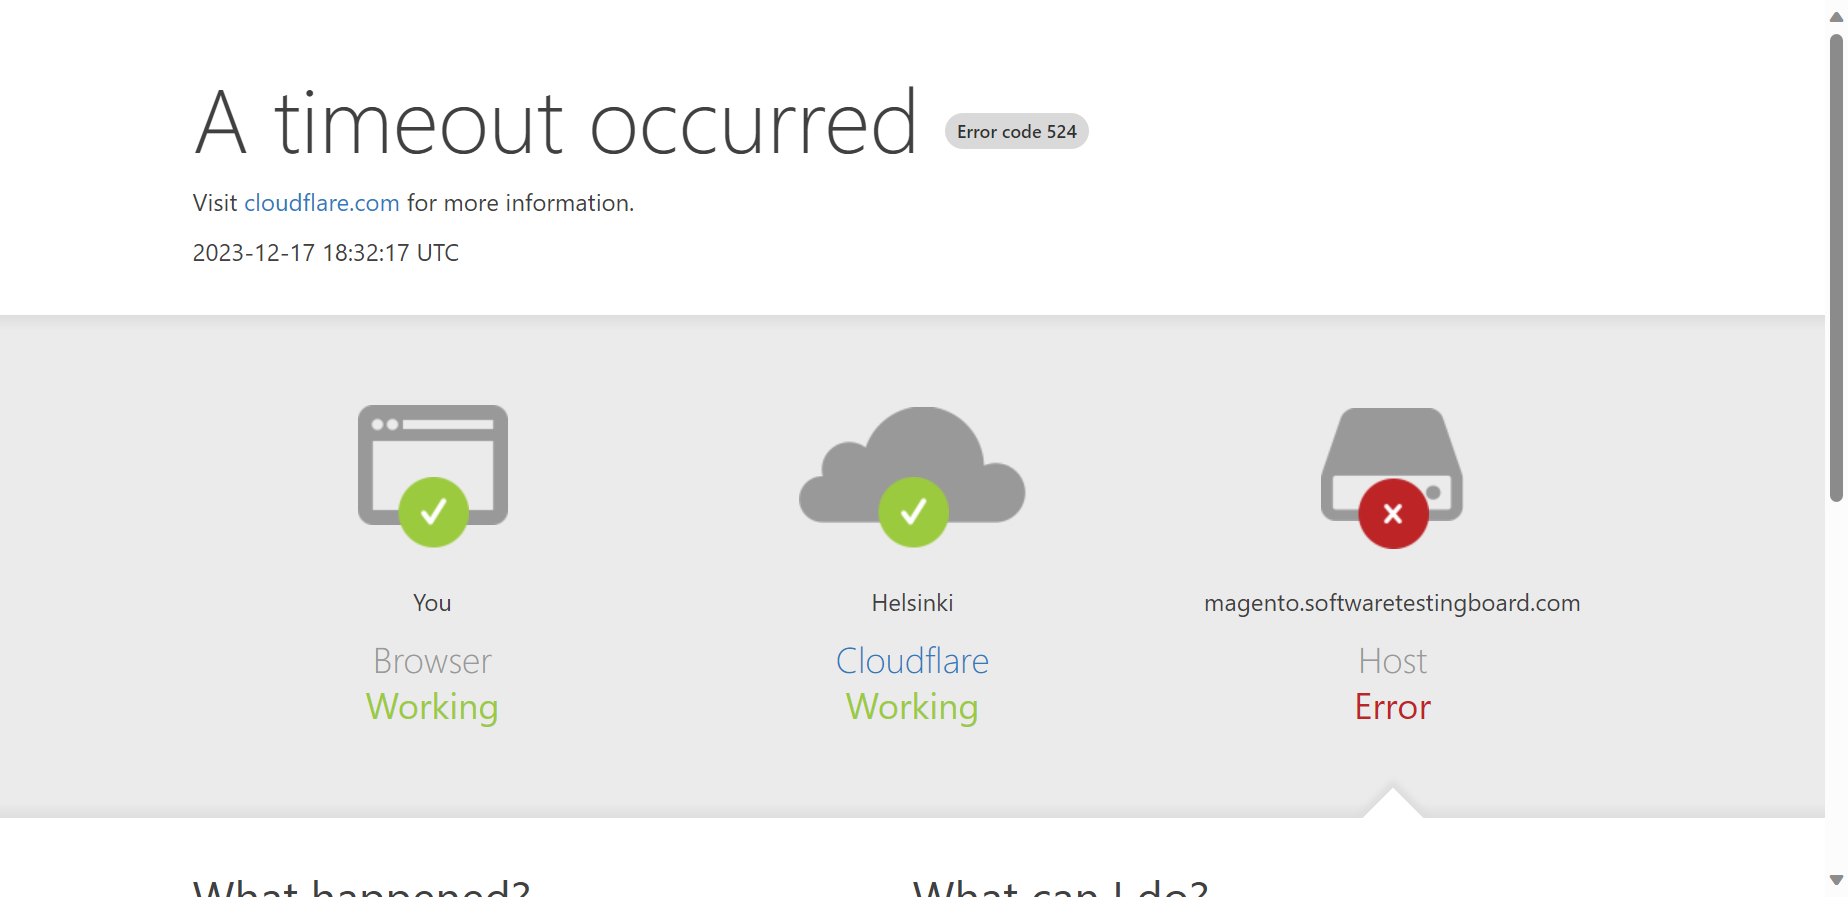 A timeout occurred Error code 524
Visit cloudflare.com for more information.
2023-12-17 18:32:17 UTC
You
Browser
Working
Helsinki
Cloudflare
Working
magento.softwaretestingboard.com
Host
Error
What happened?
What can I do?